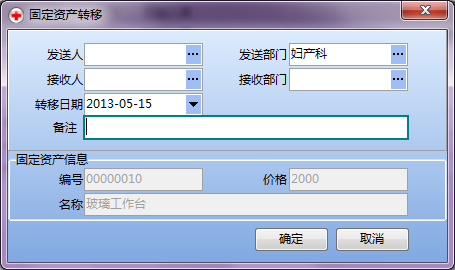 固定资产转移
发送人 ... 发送部门 妇产科 ...
接收人 ... 接收部门 ...
转移日期 2013-05-15
备注
固定资产信息
编号 00000010 价格 2000
名称 玻璃工作台
确定 取消